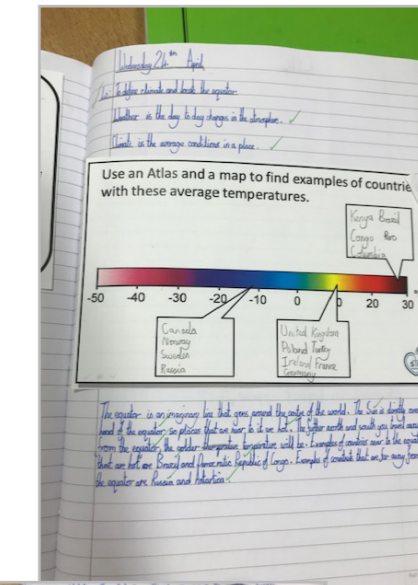 Wednesday 24th April
To define climate and locate the equator
Weather is the day to day changes in the atmosphere.
Climate is the average conditions in a place.
Use an Atlas and a map to find examples of countrie
with these average temperatures.
Kenya Brazil
Congo Peru
Colombia
-50 -40 -30 -20 -10 0 20 30
Canada
Norway
Sweden
Russia
United Kingdom
Poland Turkey
Ireland France
Germany
The equator is an imaginary line that goes around the centre of the world. The Sun is directly
of the equator so places that are near to it are hot. The further north and south you travel
from the equator, the colder temperature will be. Examples of countries near to the
that are hot are Brazil and Democratic Republic of Congo. Examples of that are far away from
the equator are Russia and